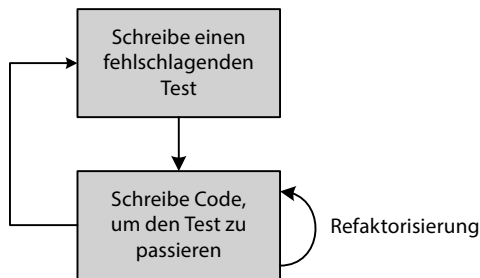 Schreibe einen
fehlschlagenden
Test
Schreibe Code,
um den Test zu
passieren
Refaktorisierung